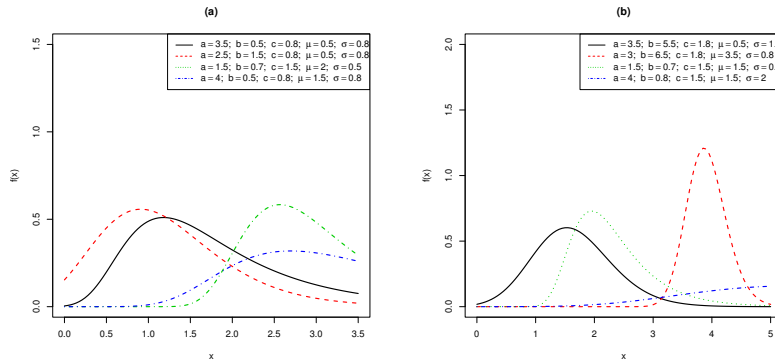 (a)
a=3.5; b=0.5; c=0.8; μ=0.5; σ=0.8
a=2.5; b=1.5; c=0.8; μ=0.5; σ=0.8
a=1.5; b=0.7; c=1.5; μ=2; σ=0.5
a=4; b=0.5; c=0.8; μ=1.5; σ=0.8
f(x)
1.5
1.0
0.5
0.0
0.0 0.5 1.0 1.5 2.0 2.5 3.0 3.5
x
(b)
a=3.5; b=5.5; c=1.8; μ=0.5; σ=1.
a=3; b=6.5; c=1.8; μ=3.5; σ=0.8
a=1.5; b=0.7; c=1.5; μ=1.5; σ=0.
a=4; b=0.8; c=1.5; μ=1.5; σ=2
f(x)
2.0
1.5
1.0
0.5
0.0
0 1 2 3 4 5
x